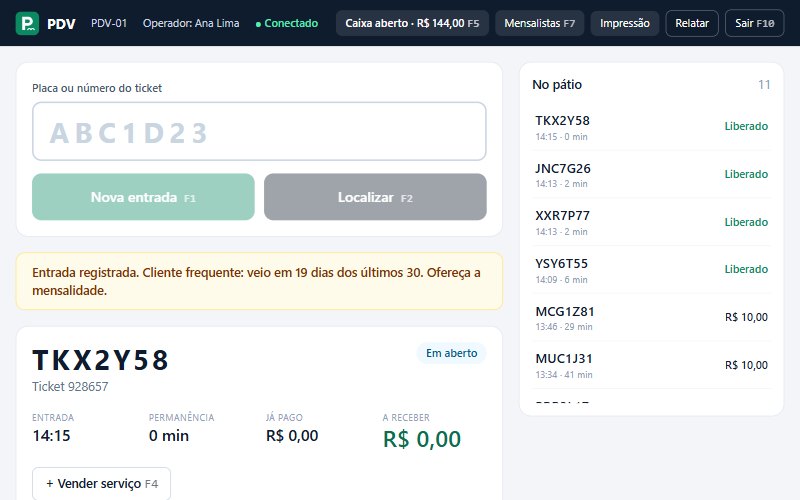 P PDV PDV-01 Operador: Ana Lima Conectado Caixa aberto · R$ 144,00 F5 Mensalistas F7 Impressão Relatar Sair F10
Placa ou número do ticket
ABC1D23
Nova entrada F1 Localizar F2
Entrada registrada. Cliente frequente: veio em 19 dias dos últimos 30. Ofereça a
mensalidade.
TKX2Y58 Em aberto
Ticket 928657
ENTRADA PERMANÊNCIA JÁ PAGO A RECEBER
14:15 0 min R$ 0,00 R$ 0,00
+ Vender serviço F4
No pátio 11
TKX2Y58 Liberado
14:15 · 0 min
JNC7G26 Liberado
14:13 · 2 min
XXR7P77 Liberado
14:13 · 2 min
YSY6T55 Liberado
14:09 · 6 min
MCG1Z81 R$ 10,00
13:46 · 29 min
MUC1J31 R$ 10,00
13:34 · 41 min